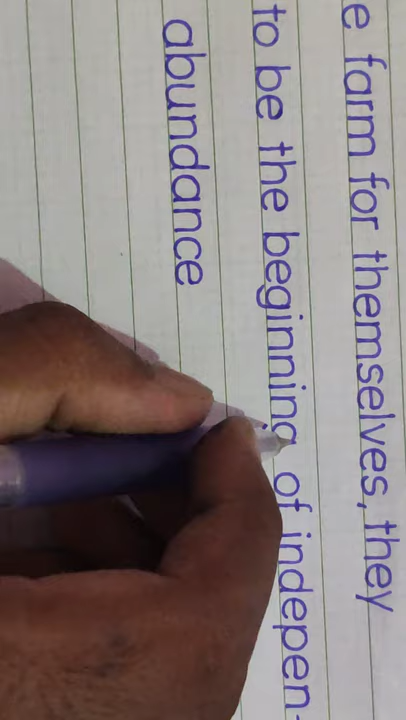 e farm for themselves, they
to be the beginning of indepen-
abundance